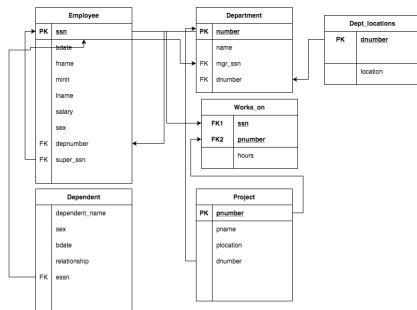 Employee
PK ssn
bdate
fname
minit
lname
salary
sex
FK depnumber
FK super_ssn
Department
PK number
name
FK mgr_ssn
FK dnumber
Dept_locations
PK dnumber
location
Works_on
FK1 ssn
FK2 pnumber
hours
Dependent
dependent_name
sex
bdate
relationship
FK essn
Project
PK pnumber
pname
plocation
dnumber